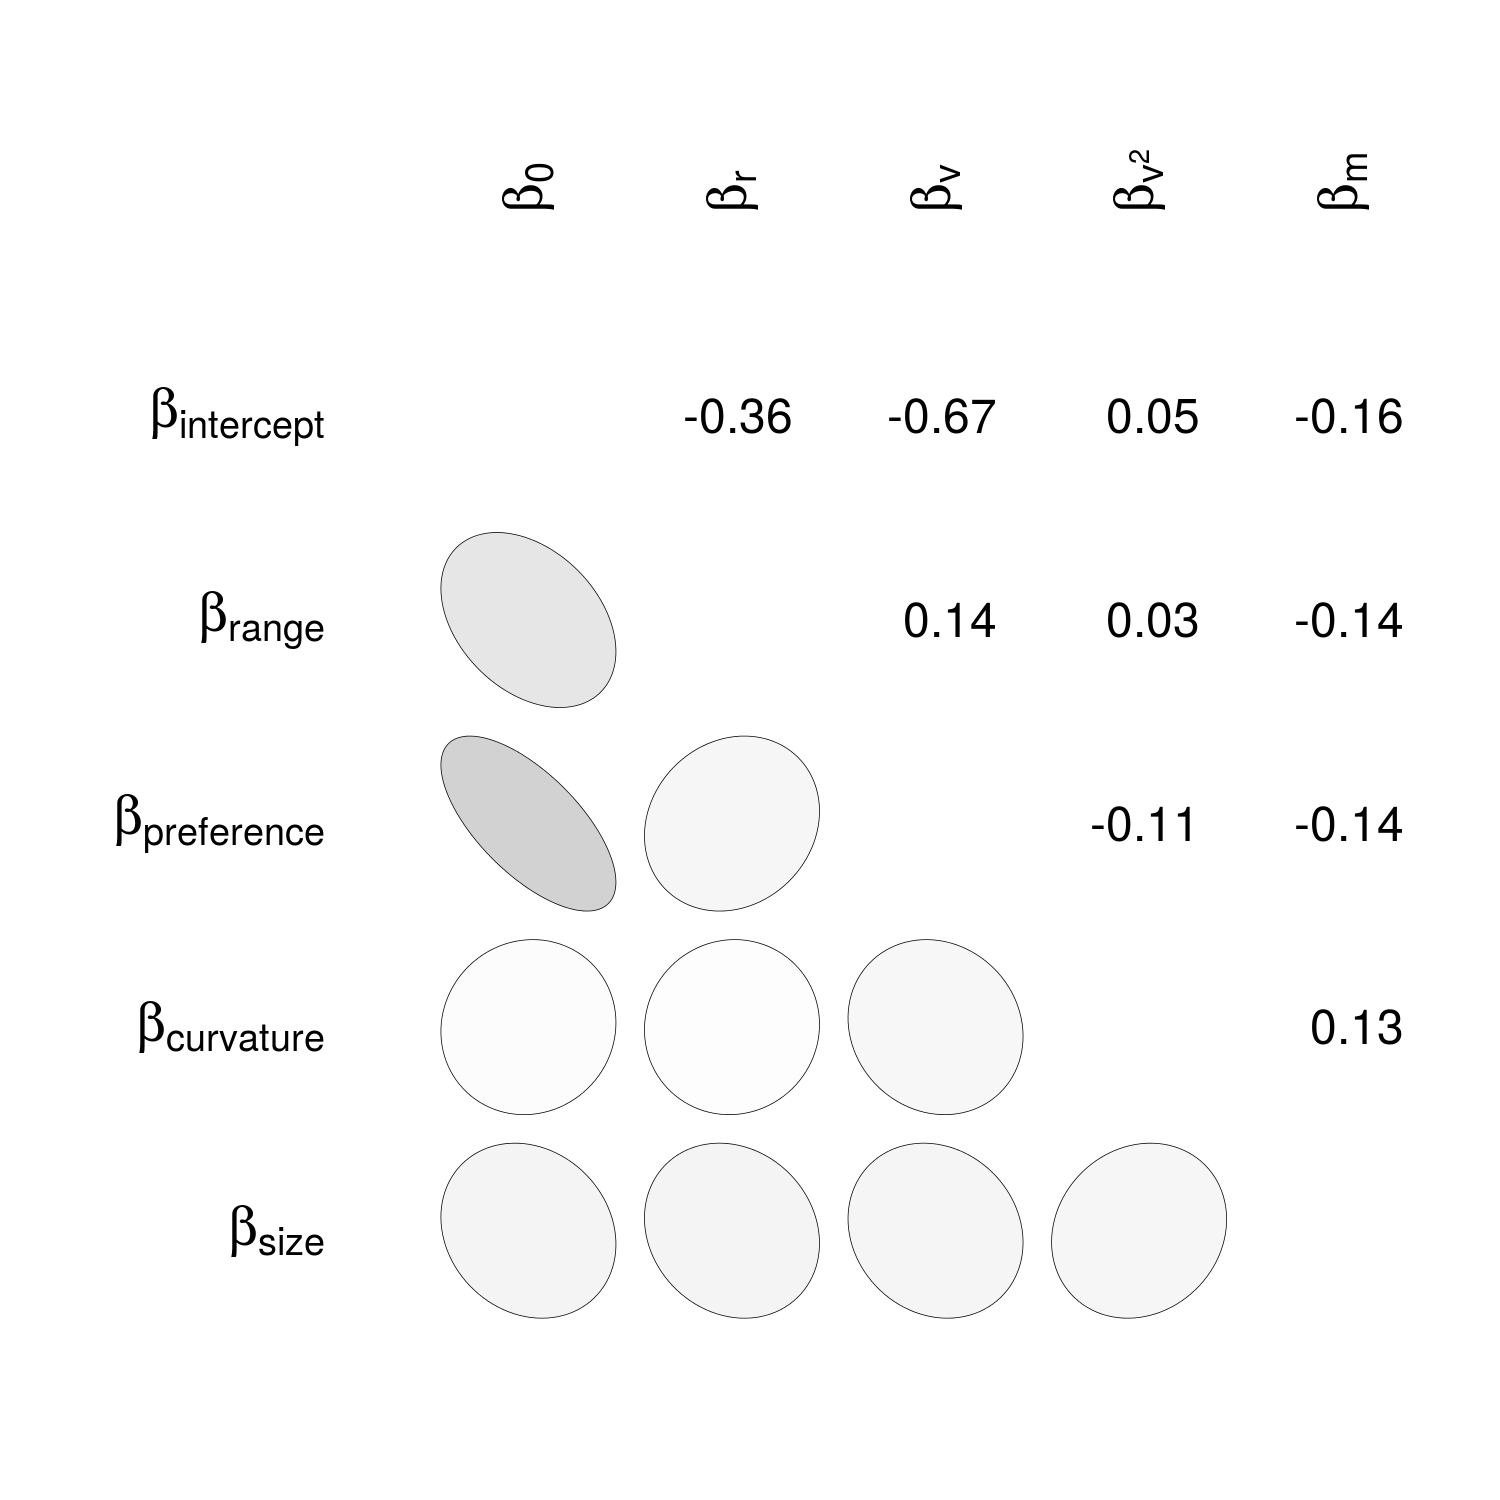 β0 βr βv βv² βm
βintercept -0.36 -0.67 0.05 -0.16
βrange 0.14 0.03 -0.14
βpreference -0.11 -0.14
βcurvature 0.13
βsize